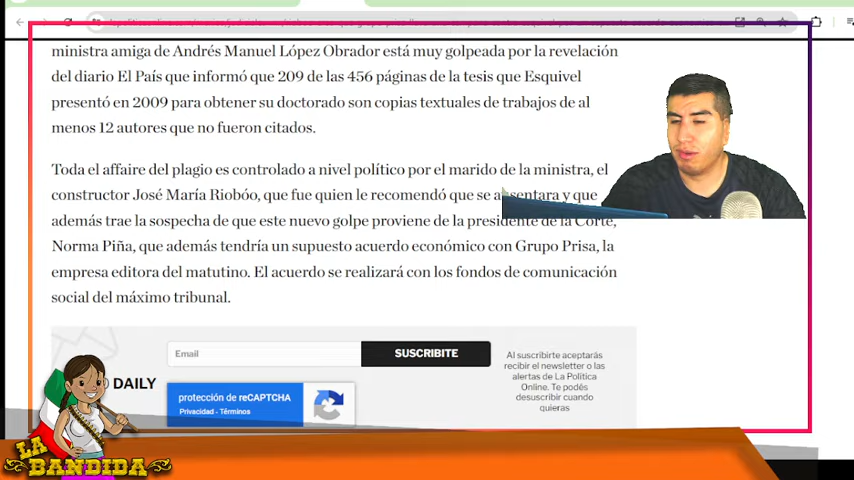 ministra amiga de Andrés Manuel López Obrador está muy golpeada por la revelación
del diario El País que informó que 209 de las 456 páginas de la tesis que Esquivel
presentó en 2009 para obtener su doctorado son copias textuales de trabajos de al
menos 12 autores que no fueron citados.
Toda el affaire del plagio es controlado a nivel político por el marido de la ministra, el
constructor José María Riobóo, que fue quien le recomendó que se ausentara y que
además trae la sospecha de que este nuevo golpe proviene de la presidente de la Corte,
Norma Piña, que además tendría un supuesto acuerdo económico con Grupo Prisa, la
empresa editora del matutino. El acuerdo se realizará con los fondos de comunicación
social del máximo tribunal.
DAILY
Email
SUSCRIBITE
protección de reCAPTCHA
Privacidad - Términos
Al suscribirte aceptarás
recibir el newsletter o las
alertas de La Política
Online. Te podés
desuscribir cuando
quieras
LA
BANDIDA